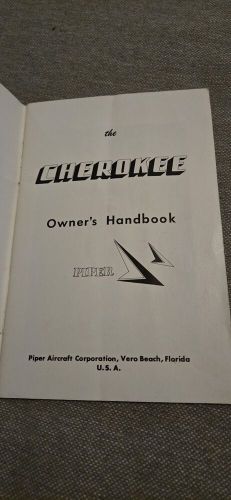 the
CHEROKEE
Owner's Handbook
PIPER
Piper Aircraft Corporation, Vero Beach, Florida
U. S. A.